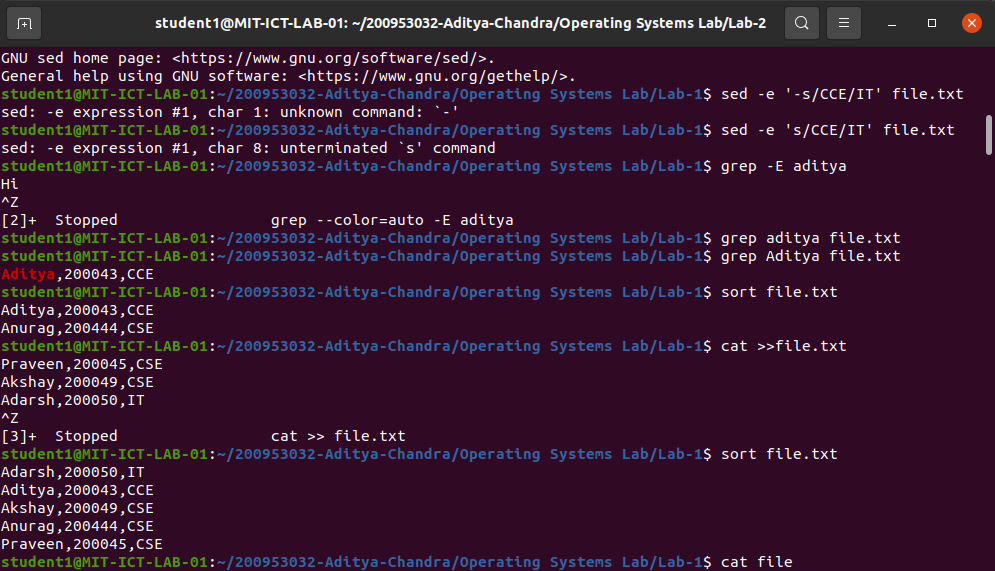 student1@MIT-ICT-LAB-01: ~/200953032-Aditya-Chandra/Operating Systems Lab/Lab-2
GNU sed home page: <https://www.gnu.org/software/sed/>.
General help using GNU software: <https://www.gnu.org/gethelp/>.
student1@MIT-ICT-LAB-01:~/200953032-Aditya-Chandra/Operating Systems Lab/Lab-1$ sed -e '-s/CCE/IT' file.txt
sed: -e expression #1, char 1: unknown command: `-'
student1@MIT-ICT-LAB-01:~/200953032-Aditya-Chandra/Operating Systems Lab/Lab-1$ sed -e 's/CCE/IT' file.txt
sed: -e expression #1, char 8: unterminated `s' command
student1@MIT-ICT-LAB-01:~/200953032-Aditya-Chandra/Operating Systems Lab/Lab-1$ grep -E aditya
Hi
^Z
[2]+  Stopped                 grep --color=auto -E aditya
student1@MIT-ICT-LAB-01:~/200953032-Aditya-Chandra/Operating Systems Lab/Lab-1$ grep aditya file.txt
student1@MIT-ICT-LAB-01:~/200953032-Aditya-Chandra/Operating Systems Lab/Lab-1$ grep Aditya file.txt
Aditya,200043,CCE
student1@MIT-ICT-LAB-01:~/200953032-Aditya-Chandra/Operating Systems Lab/Lab-1$ sort file.txt
Aditya,200043,CCE
Anurag,200444,CSE
student1@MIT-ICT-LAB-01:~/200953032-Aditya-Chandra/Operating Systems Lab/Lab-1$ cat >>file.txt
Praveen,200045,CSE
Akshay,200049,CSE
Adarsh,200050,IT
^Z
[3]+  Stopped                 cat >> file.txt
student1@MIT-ICT-LAB-01:~/200953032-Aditya-Chandra/Operating Systems Lab/Lab-1$ sort file.txt
Adarsh,200050,IT
Aditya,200043,CCE
Akshay,200049,CSE
Anurag,200444,CSE
Praveen,200045,CSE
student1@MIT-ICT-LAB-01:~/200953032-Aditya-Chandra/Operating Systems Lab/Lab-1$ cat file